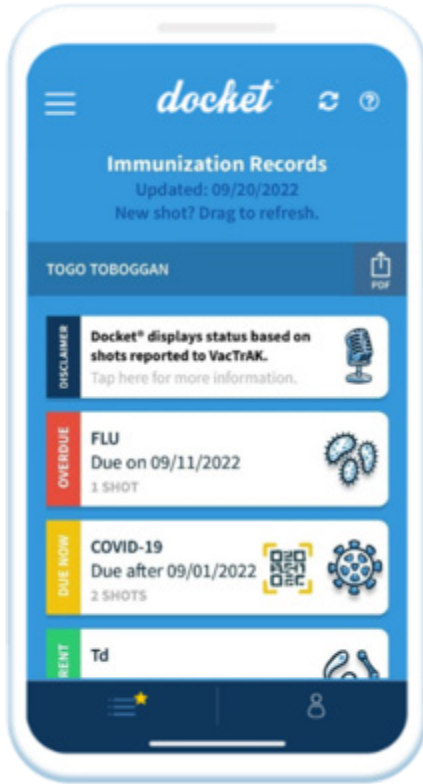 docket
Immunization Records
Updated: 09/20/2022
New shot? Drag to refresh.
TOGO TOBOGGAN
PDF
DISCLAIMER
Docket® displays status based on
shots reported to VacTrAK.
Tap here for more information.
OVERDUE
FLU
Due on 09/11/2022
1 SHOT
DUE NOW
COVID-19
Due after 09/01/2022
2 SHOTS
RENT
Td